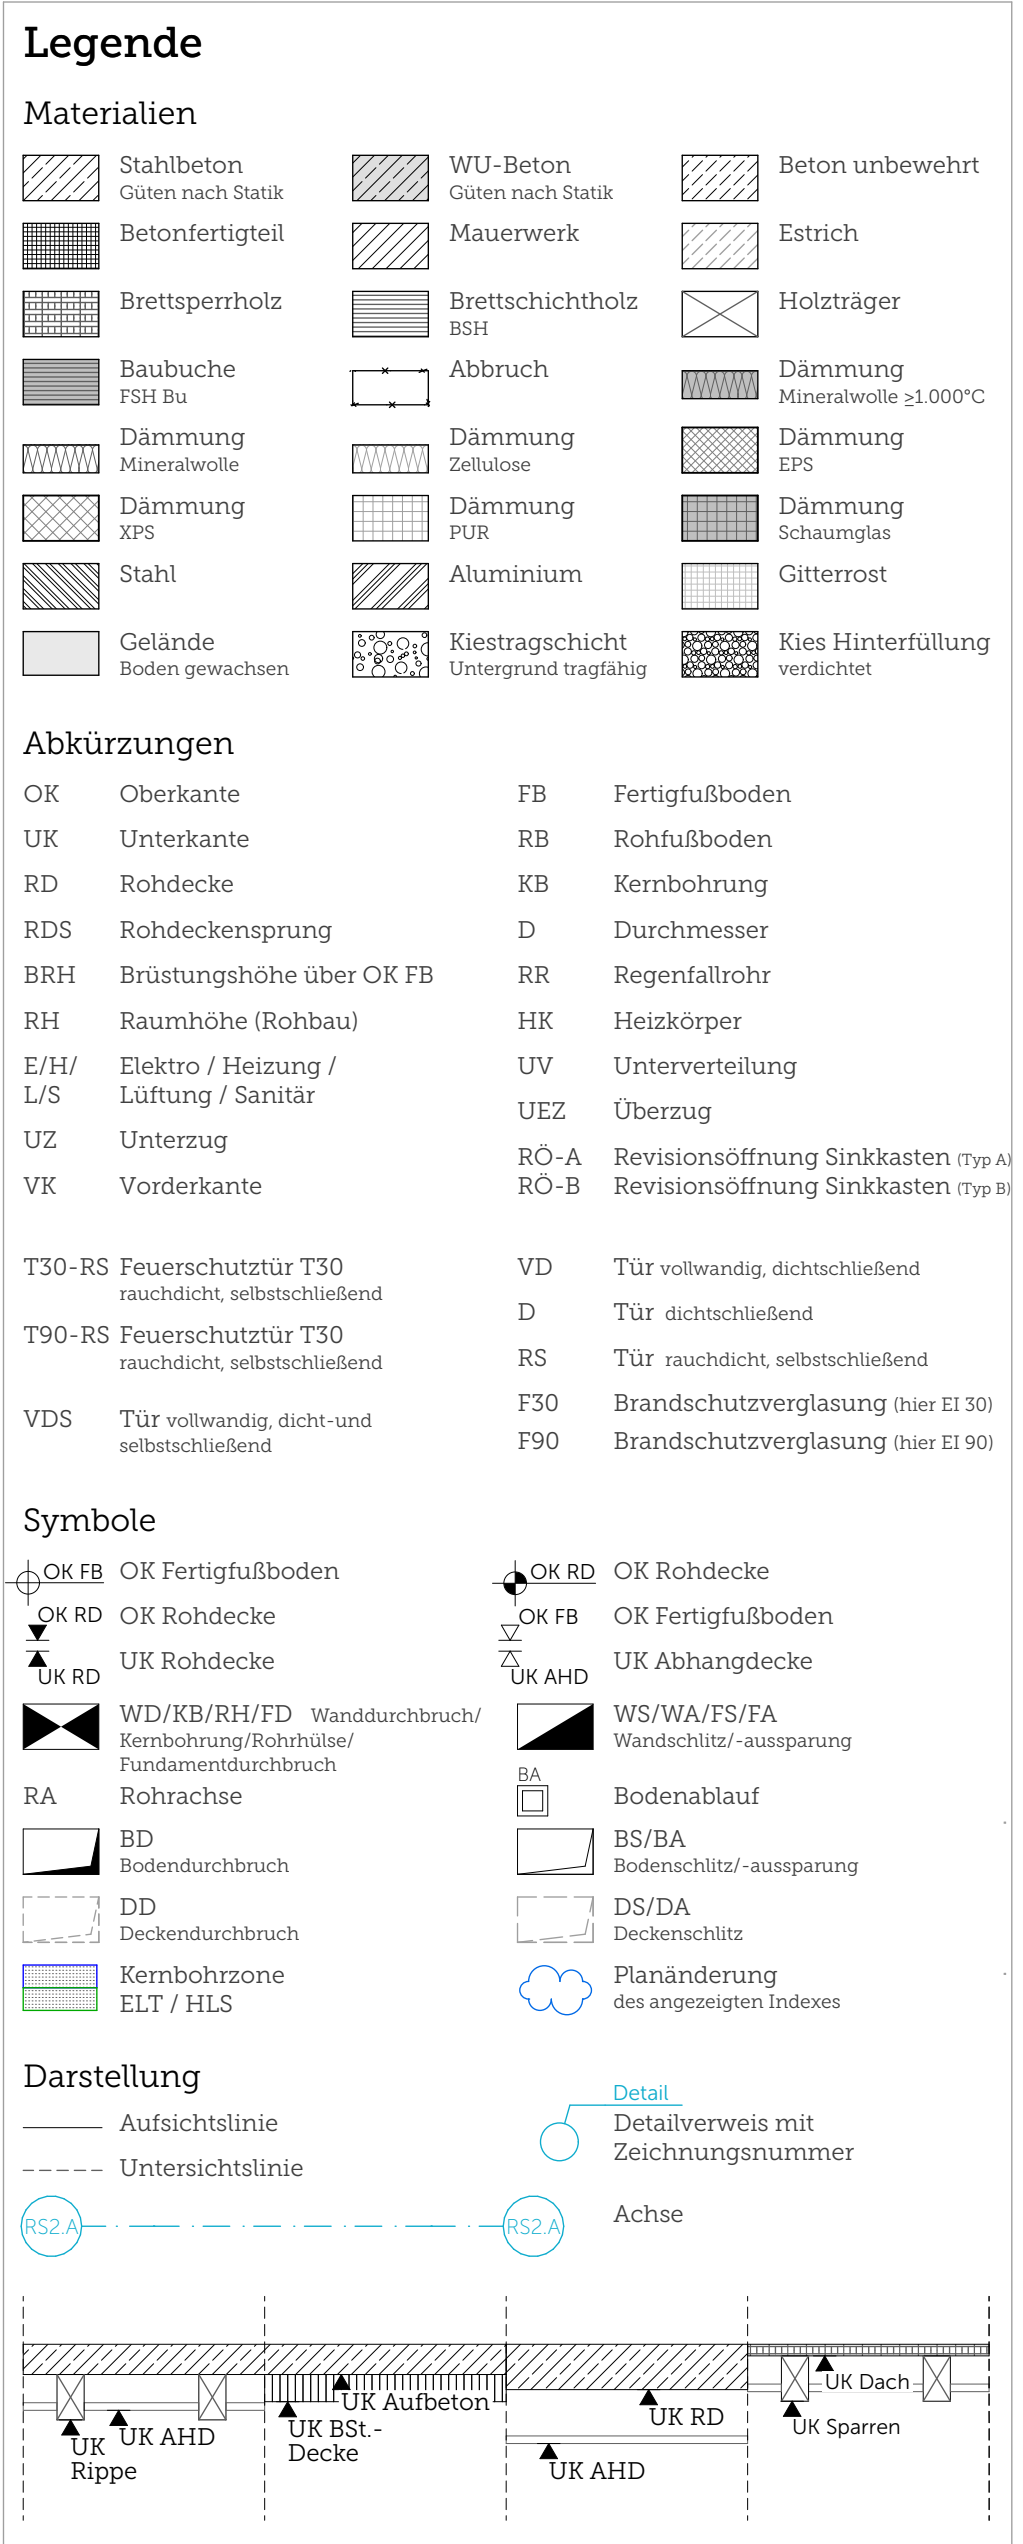 Legende
Materialien
Stahlbeton
Güten nach Statik
WU-Beton
Güten nach Statik
Beton unbewehrt
Betonfertigteil
Mauerwerk
Estrich
Brettsperrholz
Brettschichtholz
BSH
Holzträger
Baubuche
FSH Bu
Abbruch
Dämmung
Mineralwolle ≥1.000°C
Dämmung
Mineralwolle
Dämmung
Zellulose
Dämmung
EPS
Dämmung
XPS
Dämmung
PUR
Dämmung
Schaumglas
Stahl
Aluminium
Gitterrost
Gelände
Boden gewachsen
Kiestragschicht
Untergrund tragfähig
Kies Hinterfüllung
verdichtet
Abkürzungen
OK Oberkante
UK Unterkante
RD Rohdecke
RDS Rohdeckensprung
BRH Brüstungshöhe über OK FB
RH Raumhöhe (Rohbau)
E/H/ Elektro / Heizung /
L/S Lüftung / Sanitär
UZ Unterzug
VK Vorderkante
FB Fertigfußboden
RB Rohfußboden
KB Kernbohrung
D Durchmesser
RR Regenfallrohr
HK Heizkörper
UV Unterverteilung
UEZ Überzug
RÖ-A Revisionsöffnung Sinkkasten (Typ A)
RÖ-B Revisionsöffnung Sinkkasten (Typ B)
T30-RS Feuerschutztür T30
rauchdicht, selbstschließend
T90-RS Feuerschutztür T30
rauchdicht, selbstschließend
VDS Tür vollwandig, dicht-und
selbstschließend
VD Tür vollwandig, dichtschließend
D Tür dichtschließend
RS Tür rauchdicht, selbstschließend
F30 Brandschutzverglasung (hier EI 30)
F90 Brandschutzverglasung (hier EI 90)
Symbole
OK FB OK Fertigfußboden
OK RD OK Rohdecke
OK RD OK Rohdecke
OK FB OK Fertigfußboden
UK RD UK Rohdecke
UK AHD UK Abhangdecke
WD/KB/RH/FD Wanddurchbruch/
Kernbohrung/Rohrhülse/
Fundamentdurchbruch
WS/WA/FS/FA
Wandschlitz/-aussparung
RA Rohrachse
BA
Bodenablauf
BD
Bodendurchbruch
BS/BA
Bodenschlitz/-aussparung
DD
Deckendurchbruch
DS/DA
Deckenschlitz
Kernbohrzone
ELT / HLS
Planänderung
des angezeigten Indexes
Darstellung
Aufsichtslinie
Untersichtslinie
Detail
Detailverweis mit
Zeichnungsnummer
RS2.A
RS2.A
Achse
UK
Rippe
UK AHD
UK Aufbeton
UK BSt.-
Decke
UK RD
UK AHD
UK Dach
UK Sparren